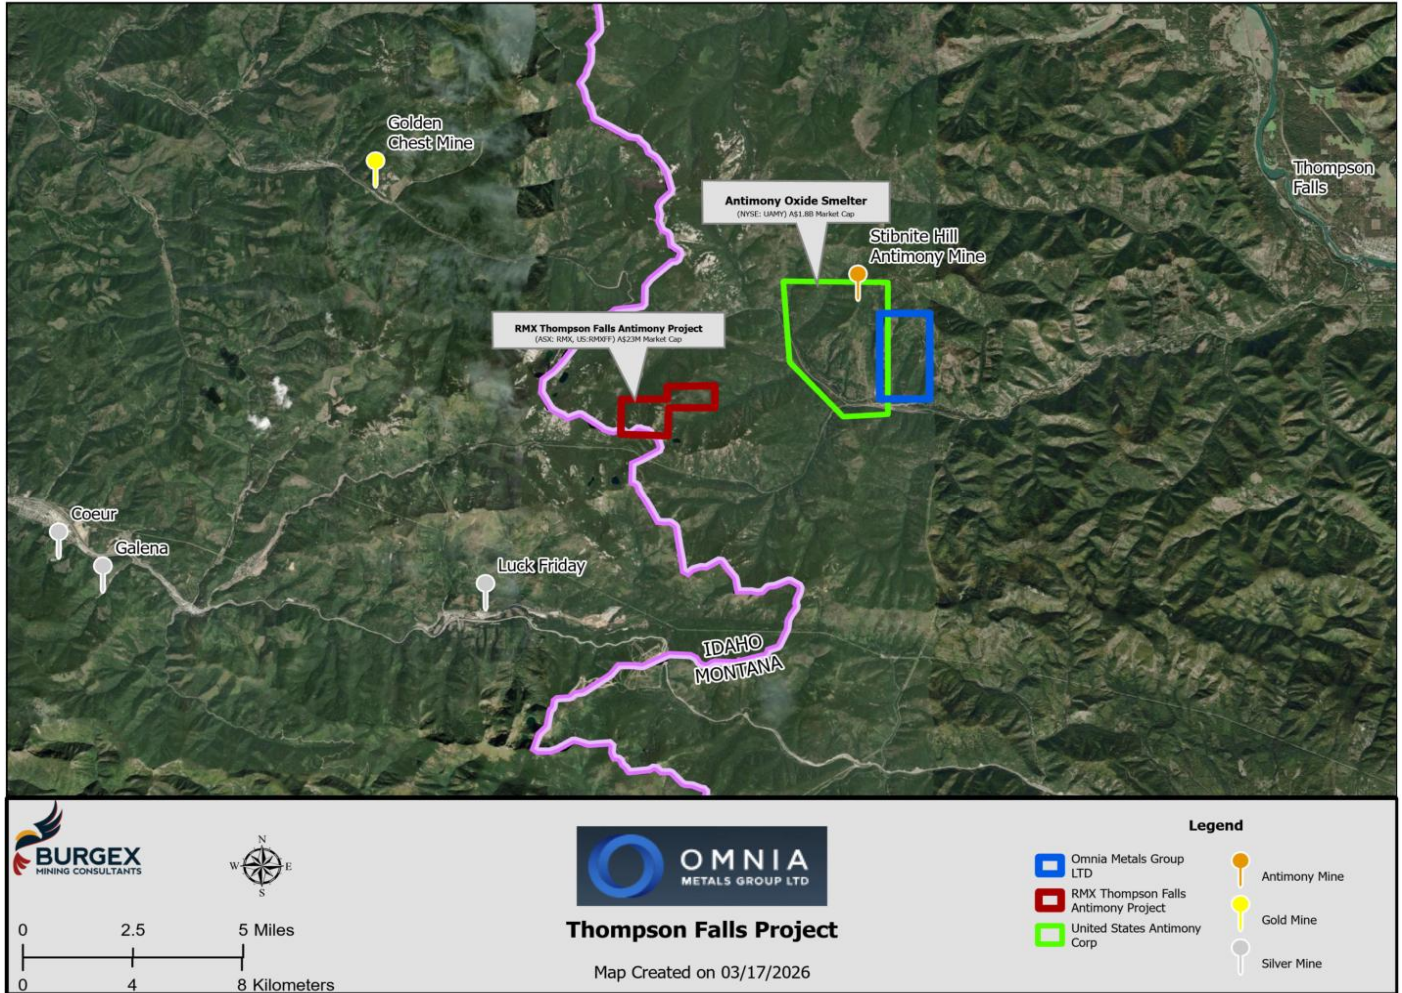 Golden
Chest Mine
Thompson
Falls
Antimony Oxide Smelter
(NYSE: UAMY) A$1.8B Market Cap
Stibnite Hill
Antimony Mine
RMX Thompson Falls Antimony Project
(ASX: RMX, US:RMXFF) A$23M Market Cap
Coeur
Galena
Luck Friday
IDAHO
MONTANA
BURGEX
MINING CONSULTANTS
N
W E
S
0 2.5 5 Miles
0 4 8 Kilometers
OMNIA
METALS GROUP LTD
Thompson Falls Project
Map Created on 03/17/2026
Legend
Omnia Metals Group
LTD
RMX Thompson Falls
Antimony Project
United States Antimony
Corp
Antimony Mine
Gold Mine
Silver Mine